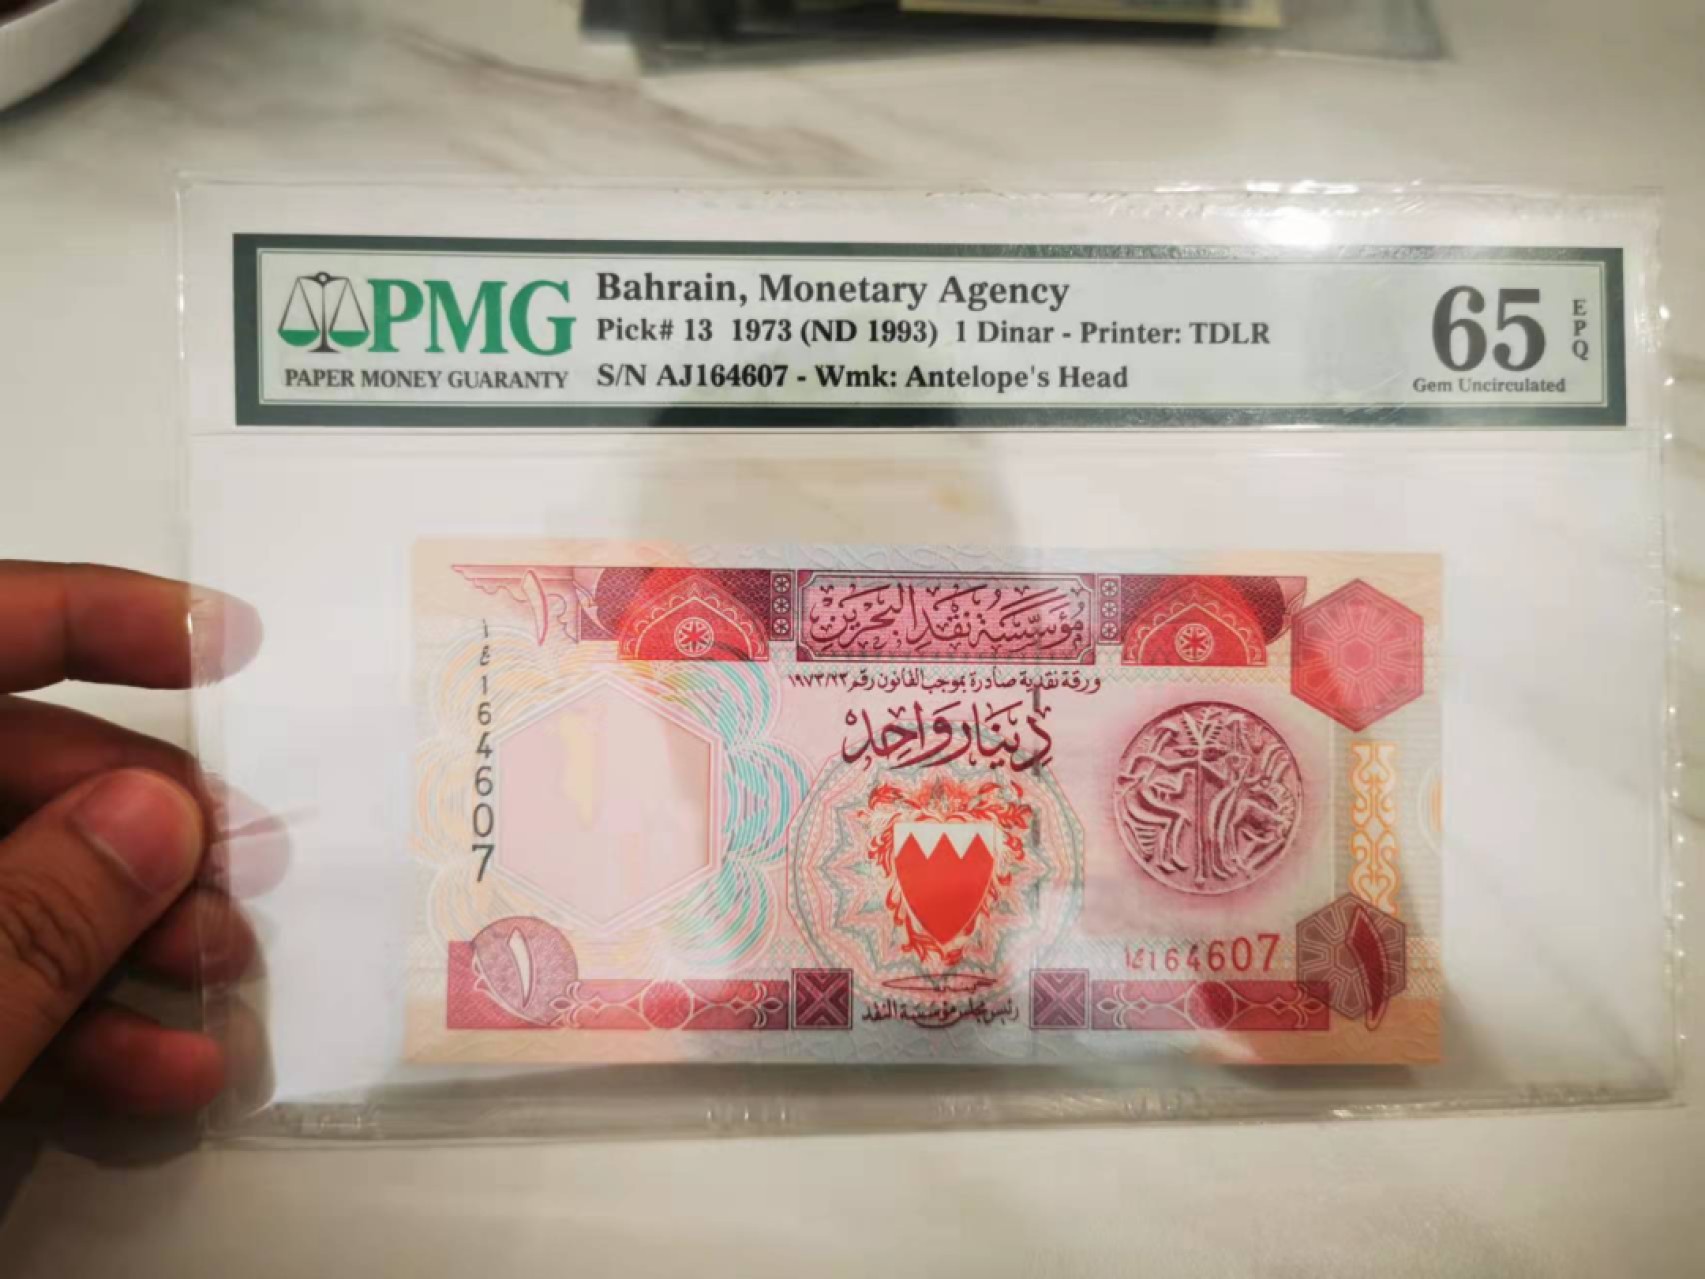 PMG
PAPER MONEY GUARANTY
Bahrain, Monetary Agency
Pick# 13 1973 (ND 1993) 1 Dinar - Printer: TDLR
S/N AJ164607 - Wmk: Antelope's Head
65
EPQ
Gem Uncirculated
١
مؤسسة نقد البحرين
ورقة نقدية صادرة بموجب القانون رقم ١٩٧٣/٢٣
دينار واحد
164607
164607
١
١
رئيس مجلس مؤسسة النقد